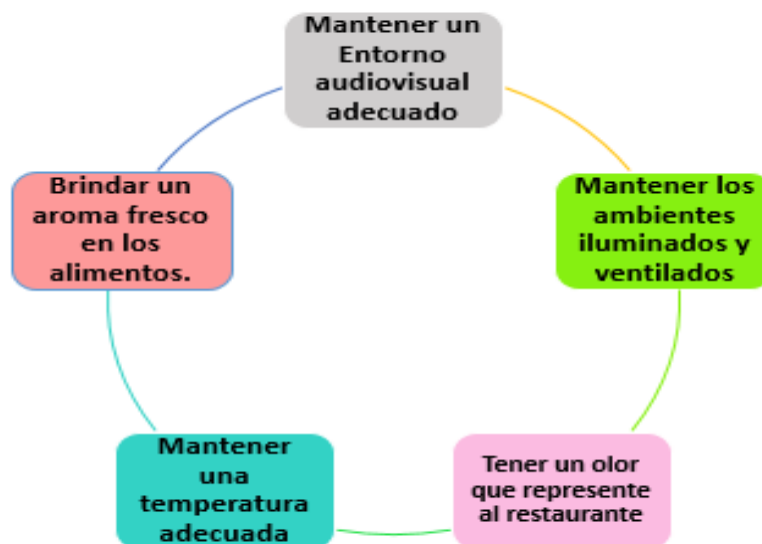 Mantener un
Entorno
audiovisual
adecuado
Mantener los
ambientes
iluminados y
ventilados
Tener un olor
que represente
al restaurante
Mantener
una
temperatura
adecuada
Brindar un
aroma fresco
en los
alimentos.